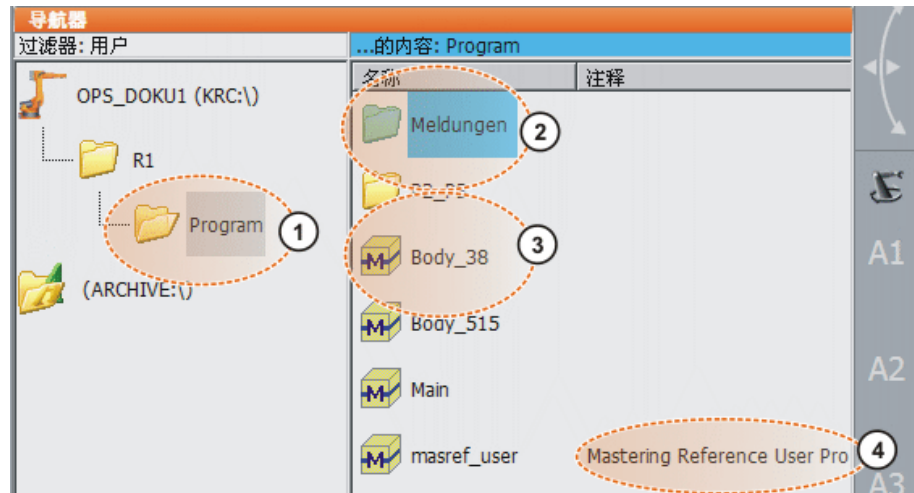 导航器
过滤器: 用户
...的内容: Program
名称
注释
OPS_DOKU1 (KRC:\)
R1
Program
1
(ARCHIVE:\)
Meldungen
2
Body_38
3
Body_515
Main
masref_user
Mastering Reference User Pro
4
A1
A2
A3